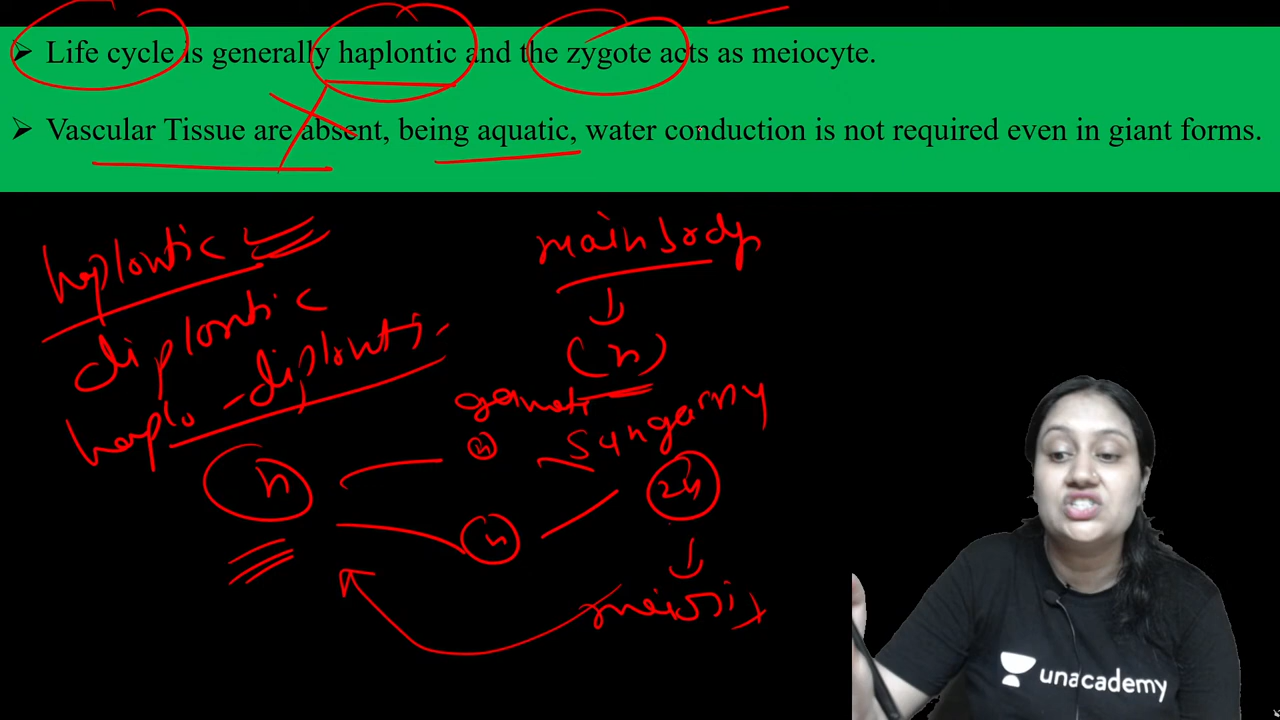 ➤ Life cycle is generally haplontic and the zygote acts as meiocyte.
➤ Vascular Tissue are absent, being aquatic, water conduction is not required even in giant forms.
haplontic
diplontic
haplo-diplontic
main body
(n)
gamete
syngamy
n
n
2n
n
meiosis
unacademy